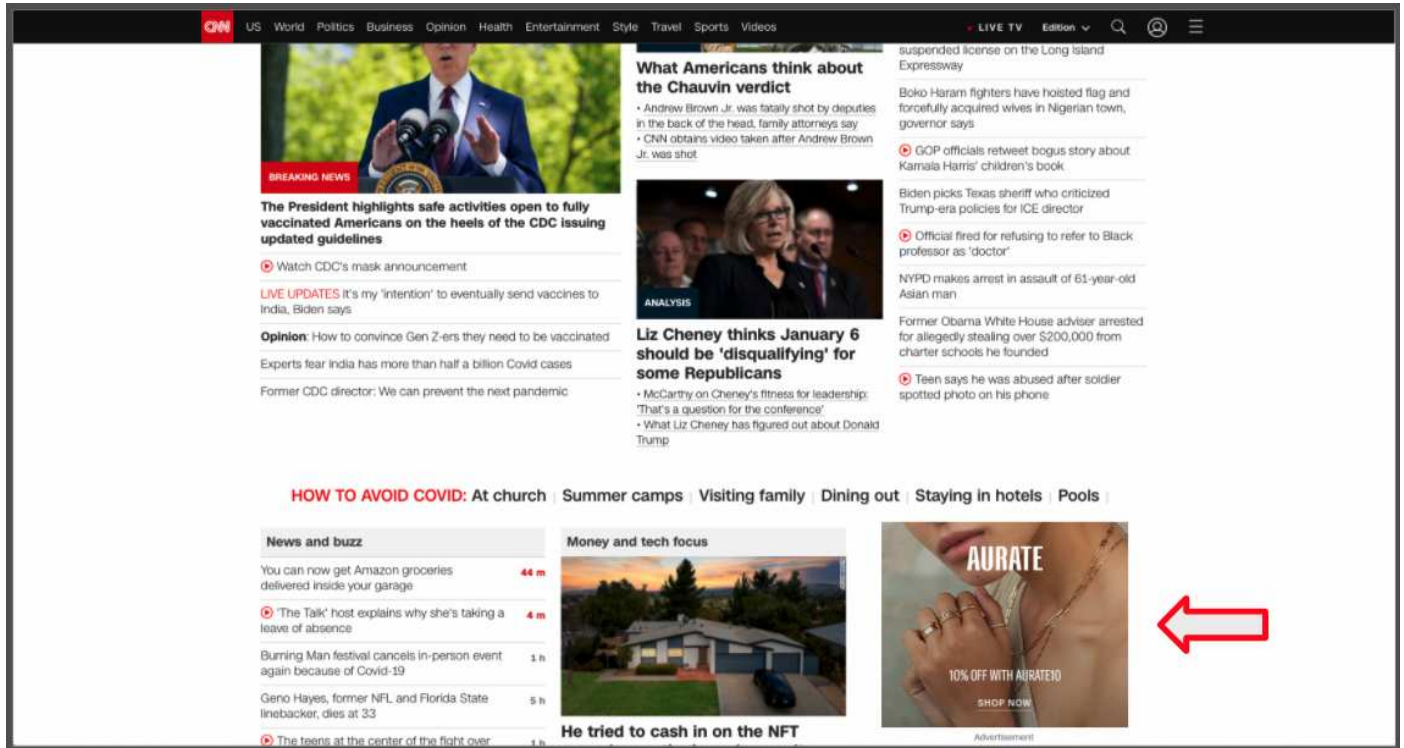 CNN US World Politics Business Opinion Health Entertainment Style Travel Sports Videos LIVE TV Edition
BREAKING NEWS
The President highlights safe activities open to fully
vaccinated Americans on the heels of the CDC issuing
updated guidelines
Watch CDC's mask announcement
LIVE UPDATES It's my 'intention' to eventually send vaccines to
India, Biden says
Opinion: How to convince Gen Z-ers they need to be vaccinated
Experts fear India has more than half a billion Covid cases
Former CDC director: We can prevent the next pandemic
What Americans think about
the Chauvin verdict
• Andrew Brown Jr. was fatally shot by deputies
in the back of the head, family attorneys say
• CNN obtains video taken after Andrew Brown
Jr. was shot
ANALYSIS
Liz Cheney thinks January 6
should be 'disqualifying' for
some Republicans
• McCarthy on Cheney's fitness for leadership:
'That's a question for the conference'
• What Liz Cheney has figured out about Donald
Trump
suspended license on the Long Island
Expressway
Boko Haram fighters have hoisted flag and
forcefully acquired wives in Nigerian town,
governor says
GOP officials retweet bogus story about
Kamala Harris' children's book
Biden picks Texas sheriff who criticized
Trump-era policies for ICE director
Official fired for refusing to refer to Black
professor as 'doctor'
NYPD makes arrest in assault of 61-year-old
Asian man
Former Obama White House adviser arrested
for allegedly stealing over $200,000 from
charter schools he founded
Teen says he was abused after soldier
spotted photo on his phone
HOW TO AVOID COVID: At church | Summer camps | Visiting family | Dining out | Staying in hotels | Pools |
News and buzz
You can now get Amazon groceries 44 m
delivered inside your garage
'The Talk' host explains why she's taking a 4 m
leave of absence
Burning Man festival cancels in-person event 1 h
again because of Covid-19
Geno Hayes, former NFL and Florida State 5 h
linebacker, dies at 33
The teens at the center of the fight over 1 h
Money and tech focus
He tried to cash in on the NFT
AURATE
10% OFF WITH AURATE10
SHOP NOW
Advertisement